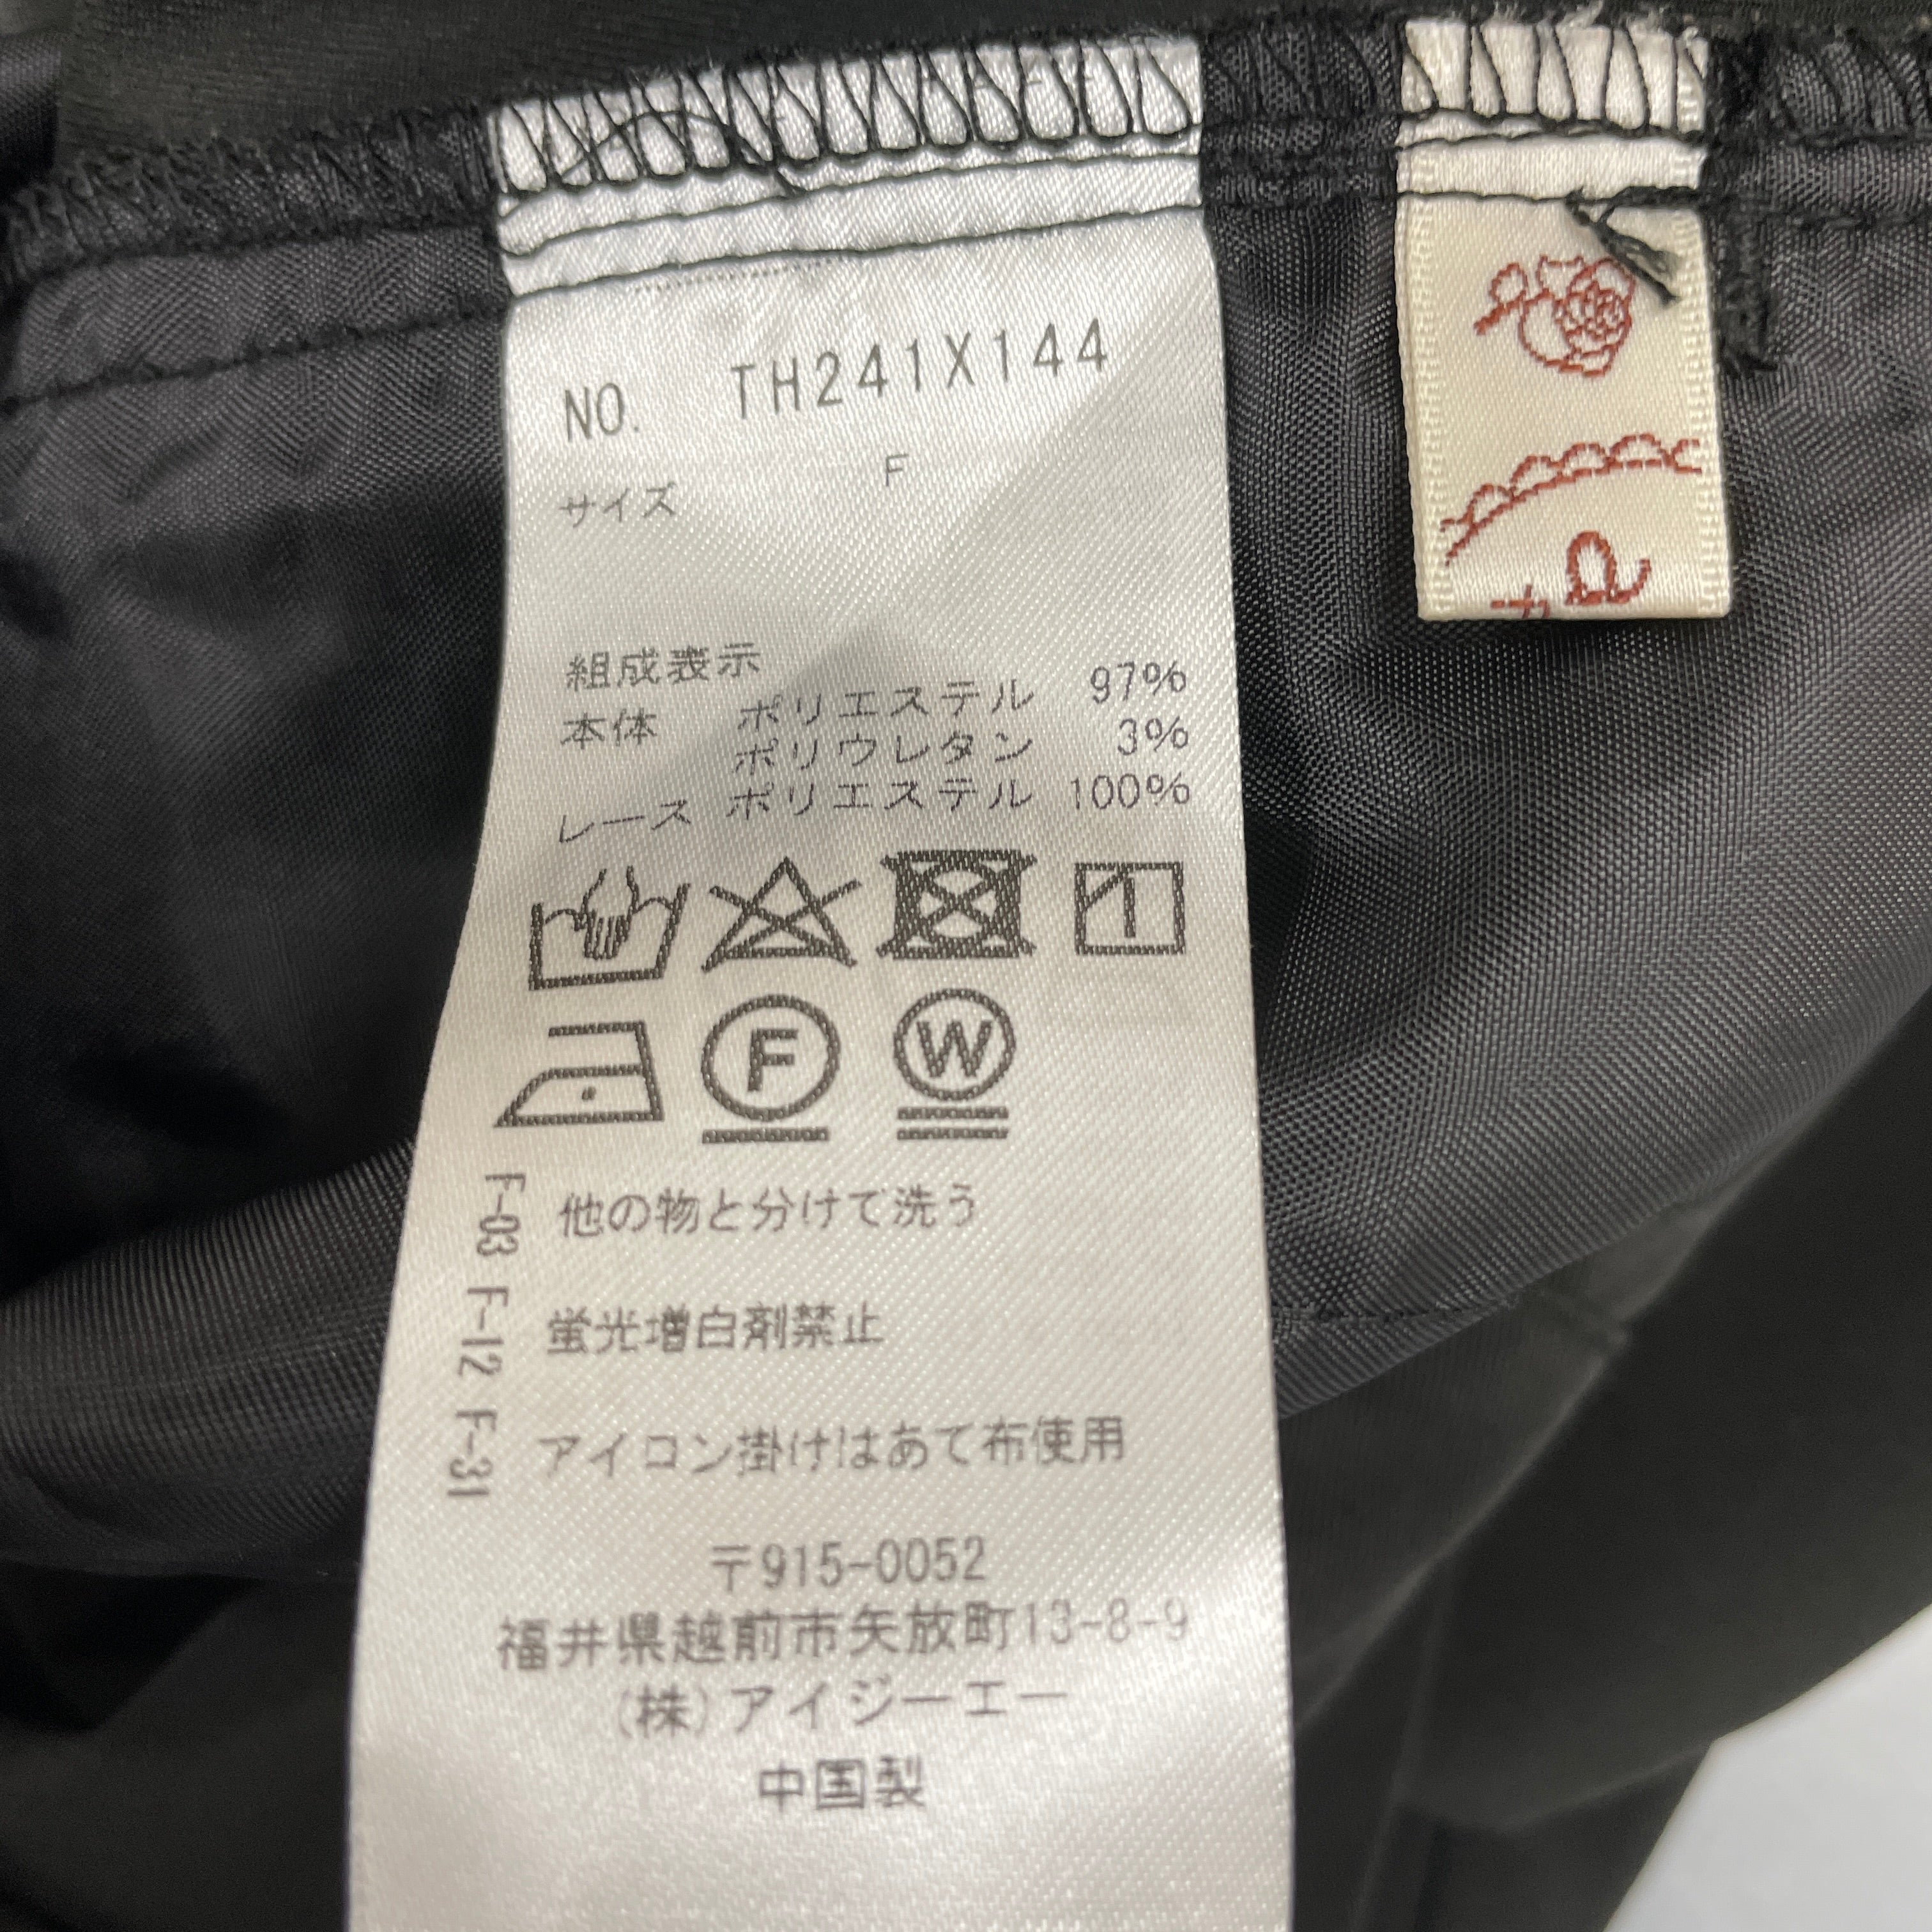 NO. TH241X144
サイズ F
組成表示
本体 ポリエステル 97%
ポリウレタン 3%
レース ポリエステル 100%
F
W
他の物と分けて洗う
蛍光増白剤禁止
アイコン掛けはあて布使用
F-03 F-12 F-31
〒915-0052
福井県越前市矢放町13-8-9
(株)アイジーエー
中国製